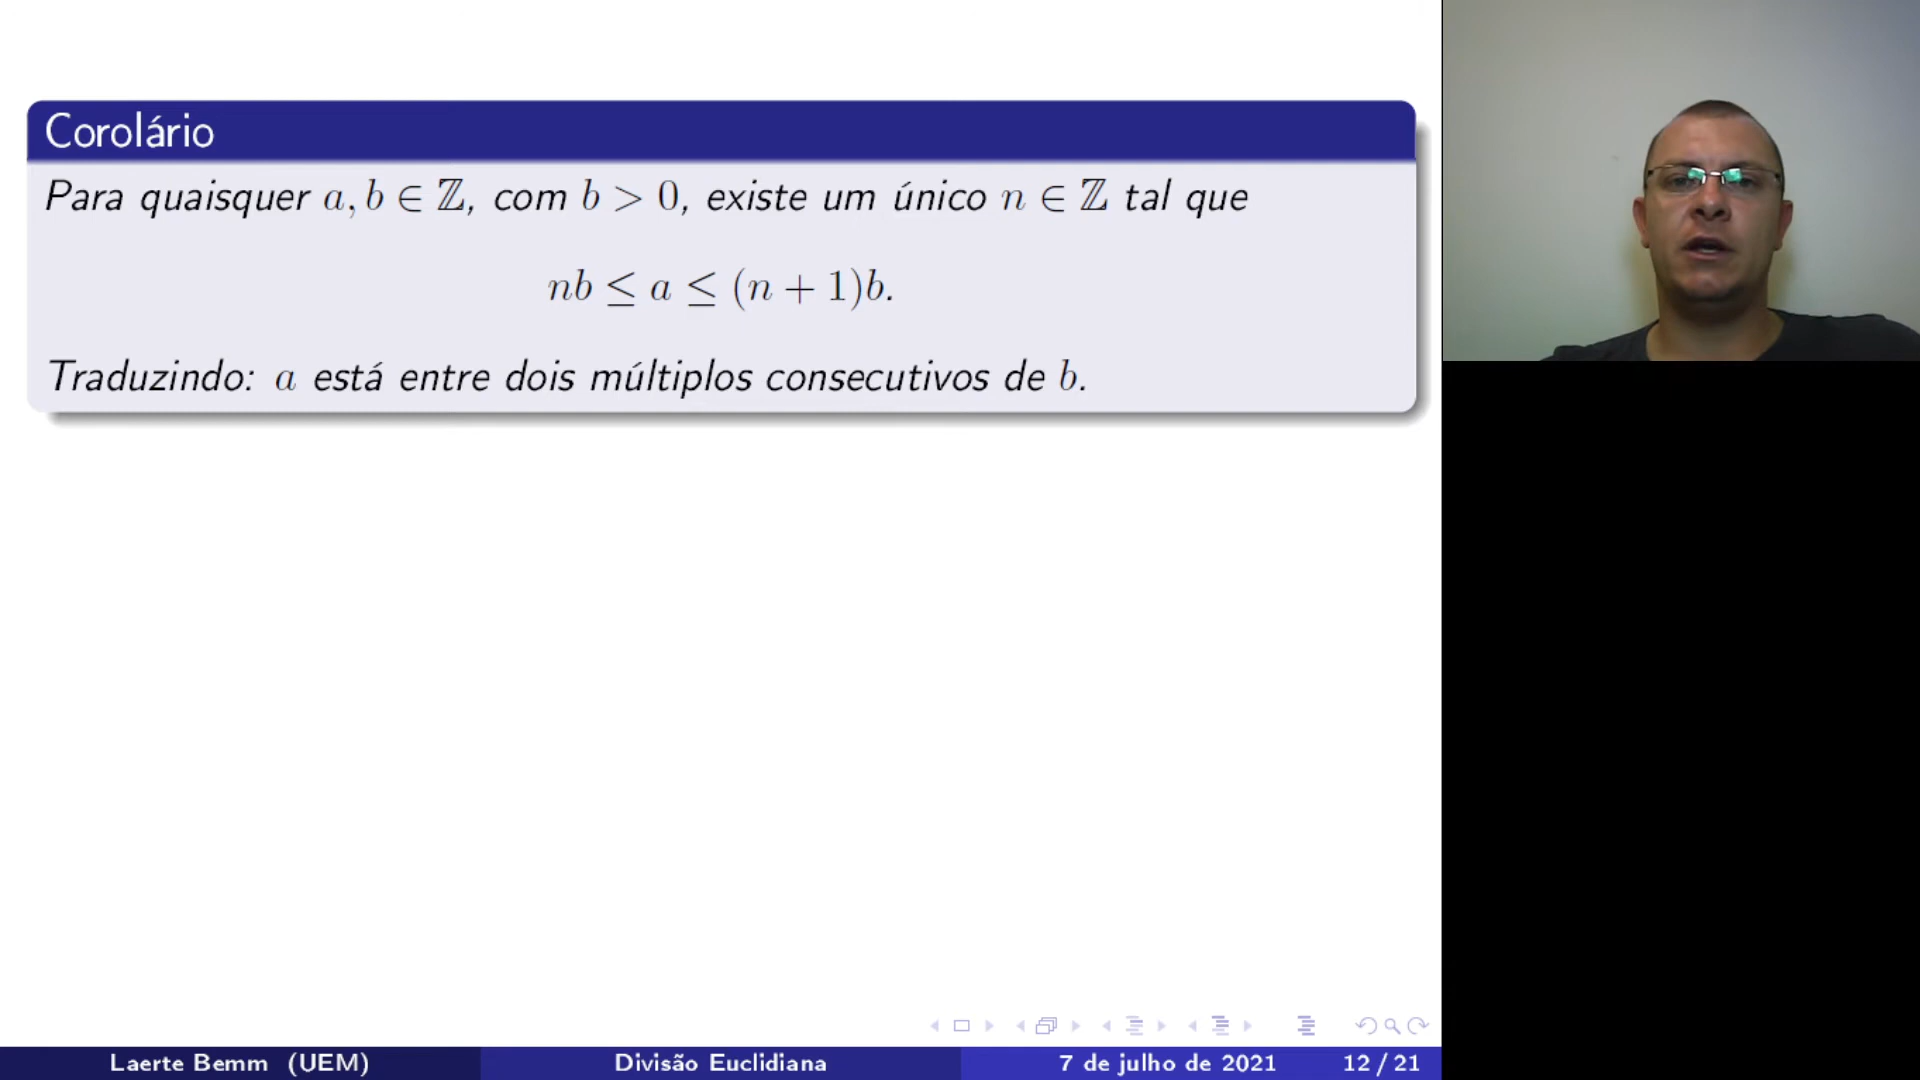 Corolário
Para quaisquer a, b ∈ ℤ, com b > 0, existe um único n ∈ ℤ tal que
nb ≤ a ≤ (n + 1)b.
Traduzindo: a está entre dois múltiplos consecutivos de b.
Laerte Bemm (UEM) Divisão Euclidiana 7 de julho de 2021 12 / 21